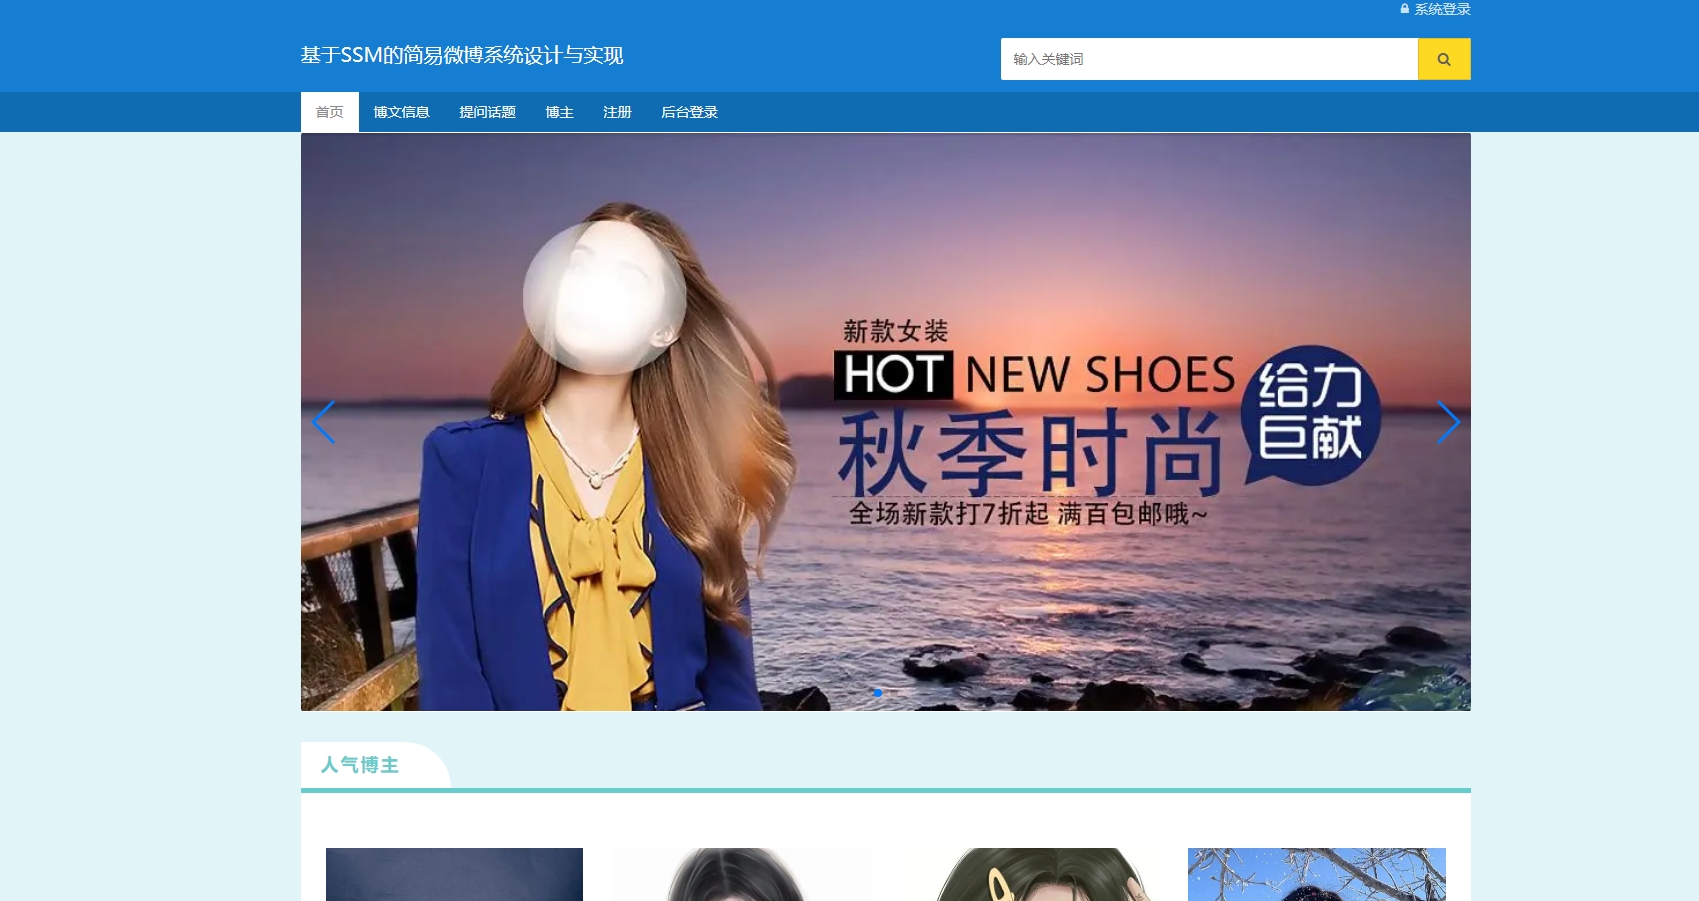 系统登录
基于SSM的简易微博系统设计与实现
输入关键词
首页 博文信息 提问话题 博主 注册 后台登录
新款女装
HOT NEW SHOES
给力
巨献
秋季时尚
全场新款打7折起 满百包邮哦~
人气博主